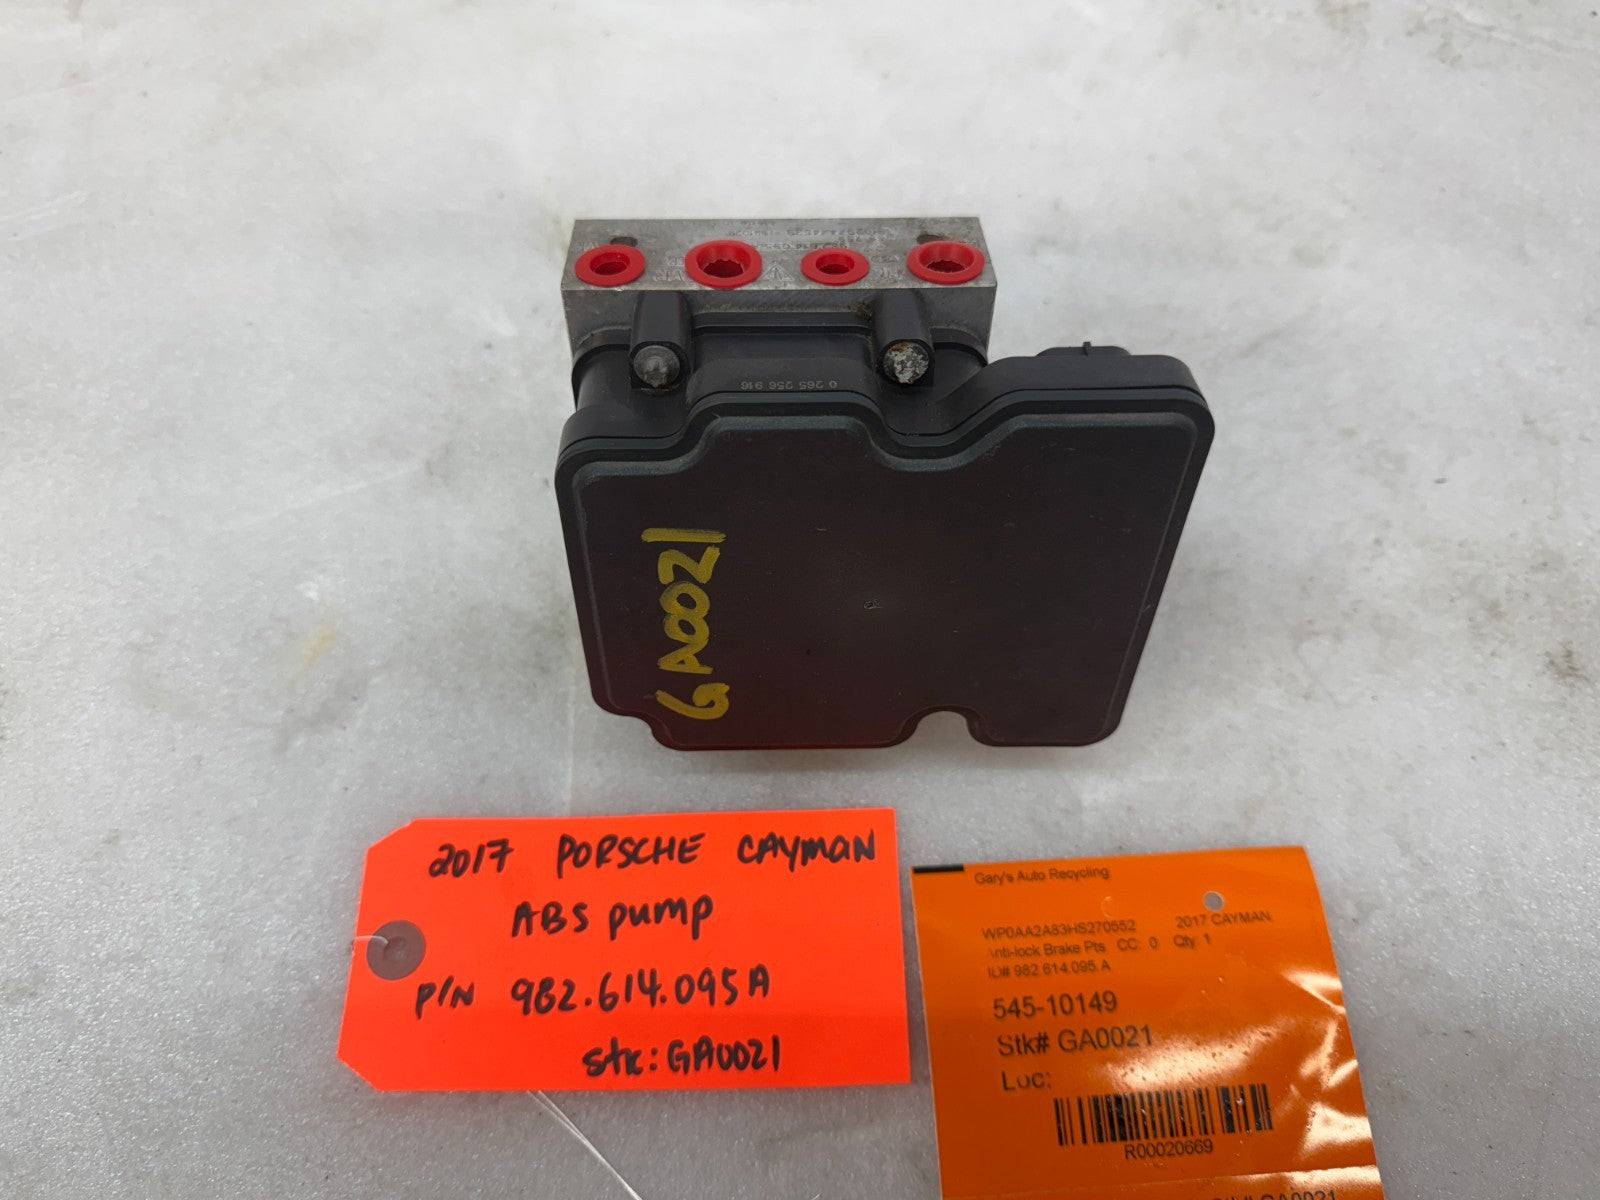 0 265 256 916
GA0021
2017 PORSCHE CAYMAN
ABS pump
P/N 982.614.095A
stk: GA0021
Gary's Auto Recycling
WP0AA2A83HS270552 2017 CAYMAN
Anti-lock Brake Pts CC: 0 Qty: 1
ID# 982.614.095.A
545-10149
Stk# GA0021
Loc:
R00020669
GA0021